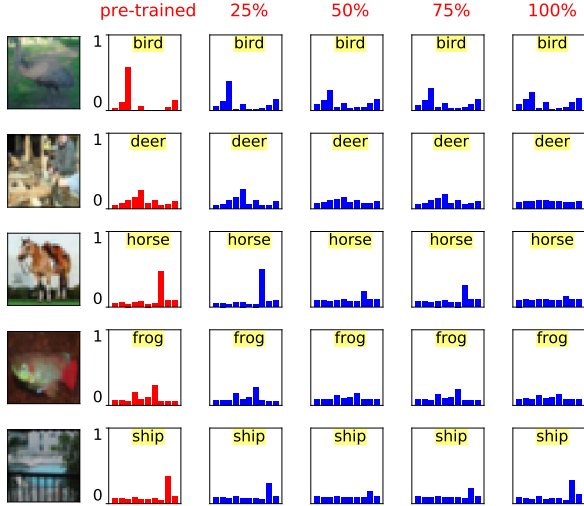 pre-trained 25% 50% 75% 100%
1 bird bird bird bird bird
0
1 deer deer deer deer deer
0
1 horse horse horse horse horse
0
1 frog frog frog frog frog
0
1 ship ship ship ship ship
0